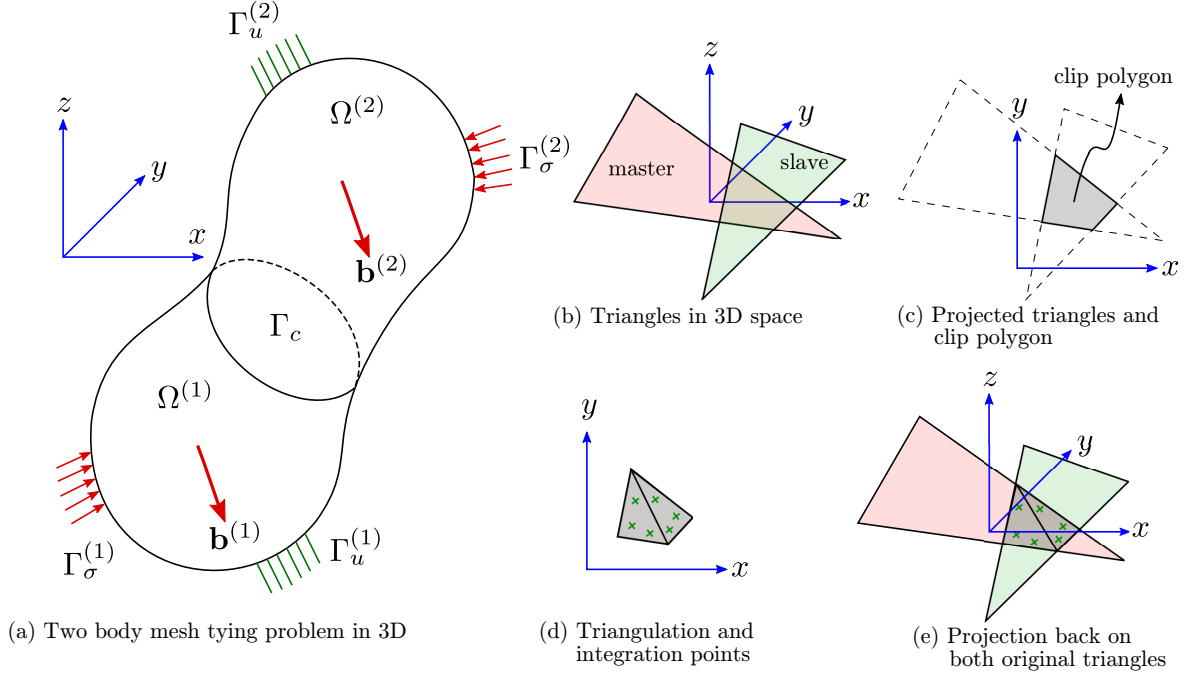 Γ_u^(2)
z
Ω^(2)
y
Γ_σ^(2)
x
b^(2)
Γ_c
Ω^(1)
b^(1)
Γ_σ^(1)
Γ_u^(1)
(a) Two body mesh tying problem in 3D
z
y
master
slave
x
(b) Triangles in 3D space
clip polygon
y
x
(c) Projected triangles and
clip polygon
y
x
(d) Triangulation and
integration points
z
y
x
(e) Projection back on
both original triangles